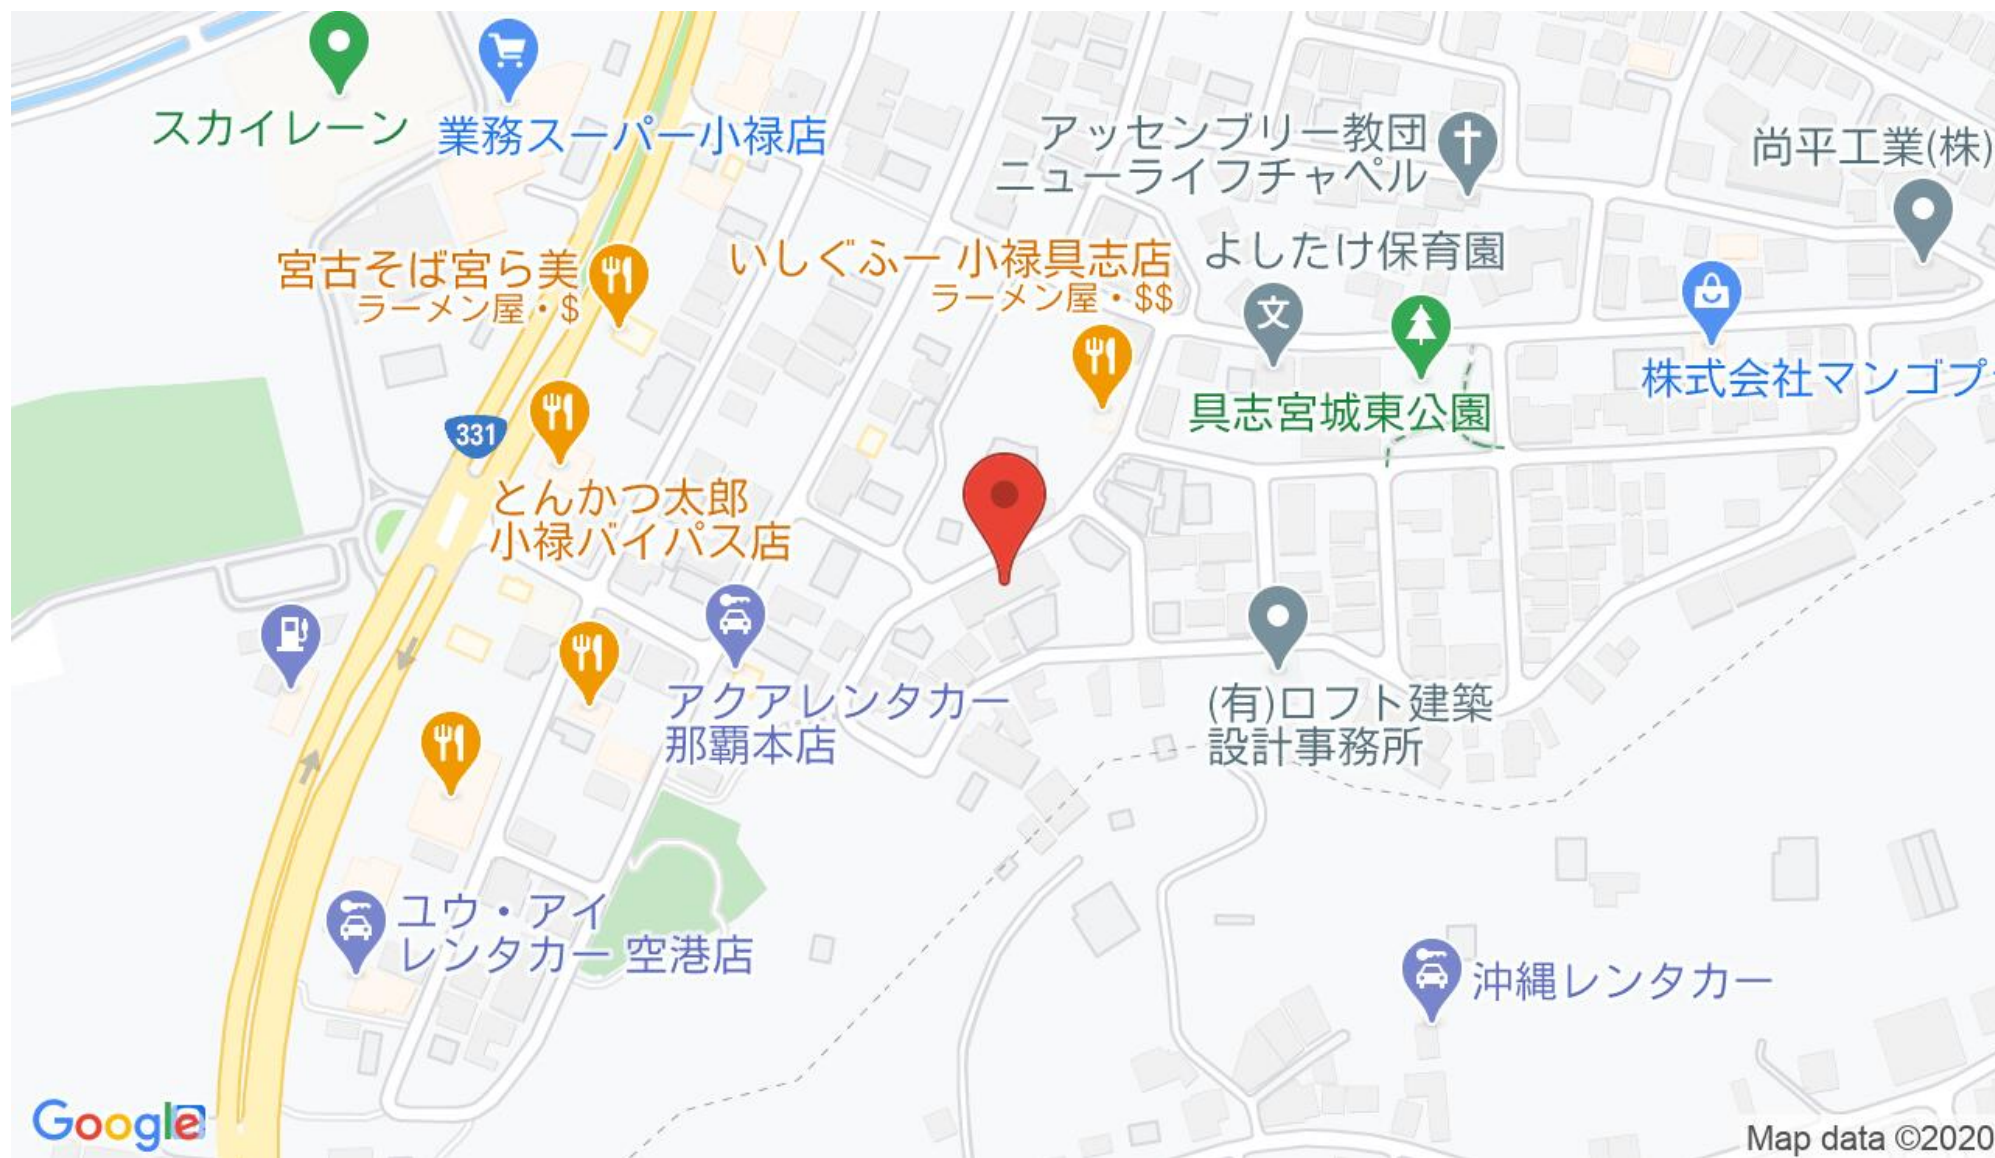 スカイレーン
業務スーパー小禄店
アッセンブリー教団
ニューライフチャペル
尚平工業(株)
宮古そば宮ら美
ラーメン屋・$
いしぐふー 小禄具志店
ラーメン屋・$$
よしたけ保育園
文
株式会社マンゴプ
具志宮城東公園
331
とんかつ太郎
小禄バイパス店
アクアレンタカー
那覇本店
(有)ロフト建築
設計事務所
ユウ・アイ
レンタカー 空港店
沖縄レンタカー
Google
Map data ©2020